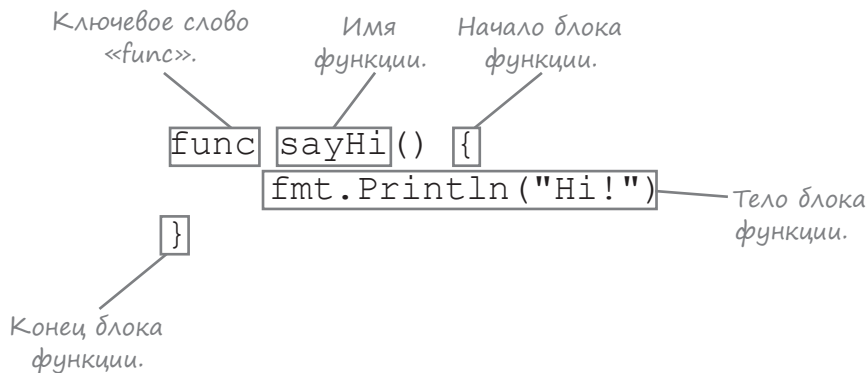 Ключевое слово
«func».
Имя
функции.
Начало блока
функции.
func sayHi() {
fmt.Println("Hi!")
Тело блока
функции.
}
Конец блока
функции.